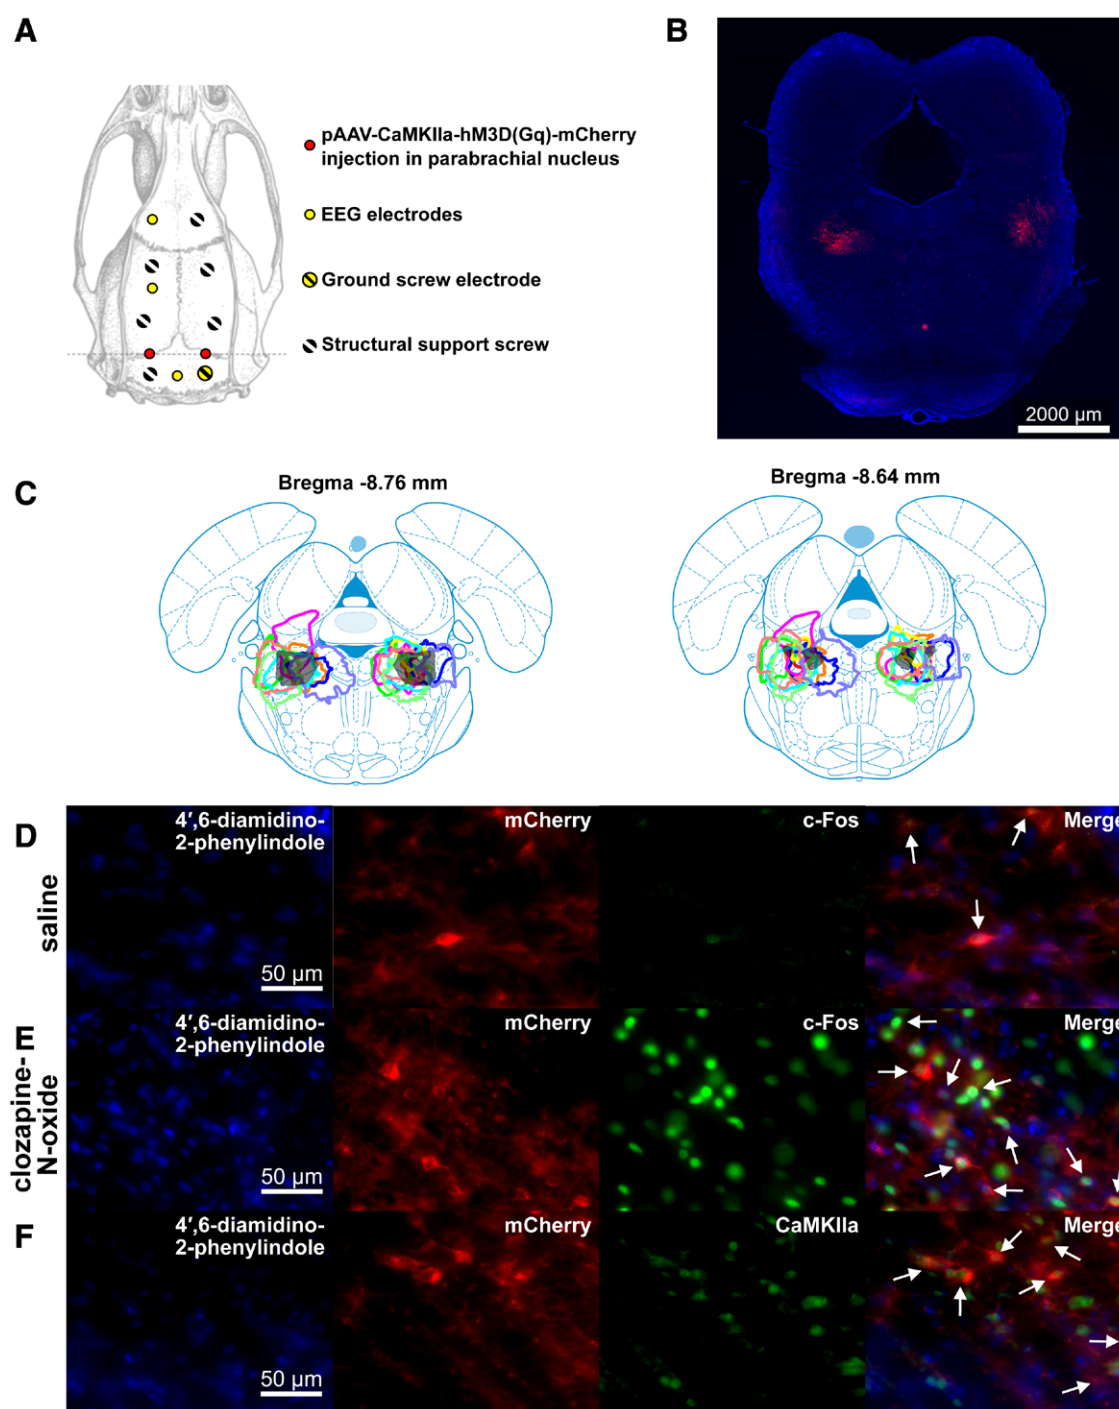 A
pAAV-CaMKIIa-hM3D(Gq)-mCherry
injection in parabrachial nucleus
EEG electrodes
Ground screw electrode
Structural support screw
B
2000 µm
C
Bregma -8.76 mm
Bregma -8.64 mm
D
saline
4′,6-diamidino-
2-phenylindole
50 µm
mCherry
c-Fos
Merge
E
clozapine-
N-oxide
4′,6-diamidino-
2-phenylindole
50 µm
mCherry
c-Fos
Merge
F
4′,6-diamidino-
2-phenylindole
50 µm
mCherry
CaMKIIa
Merge